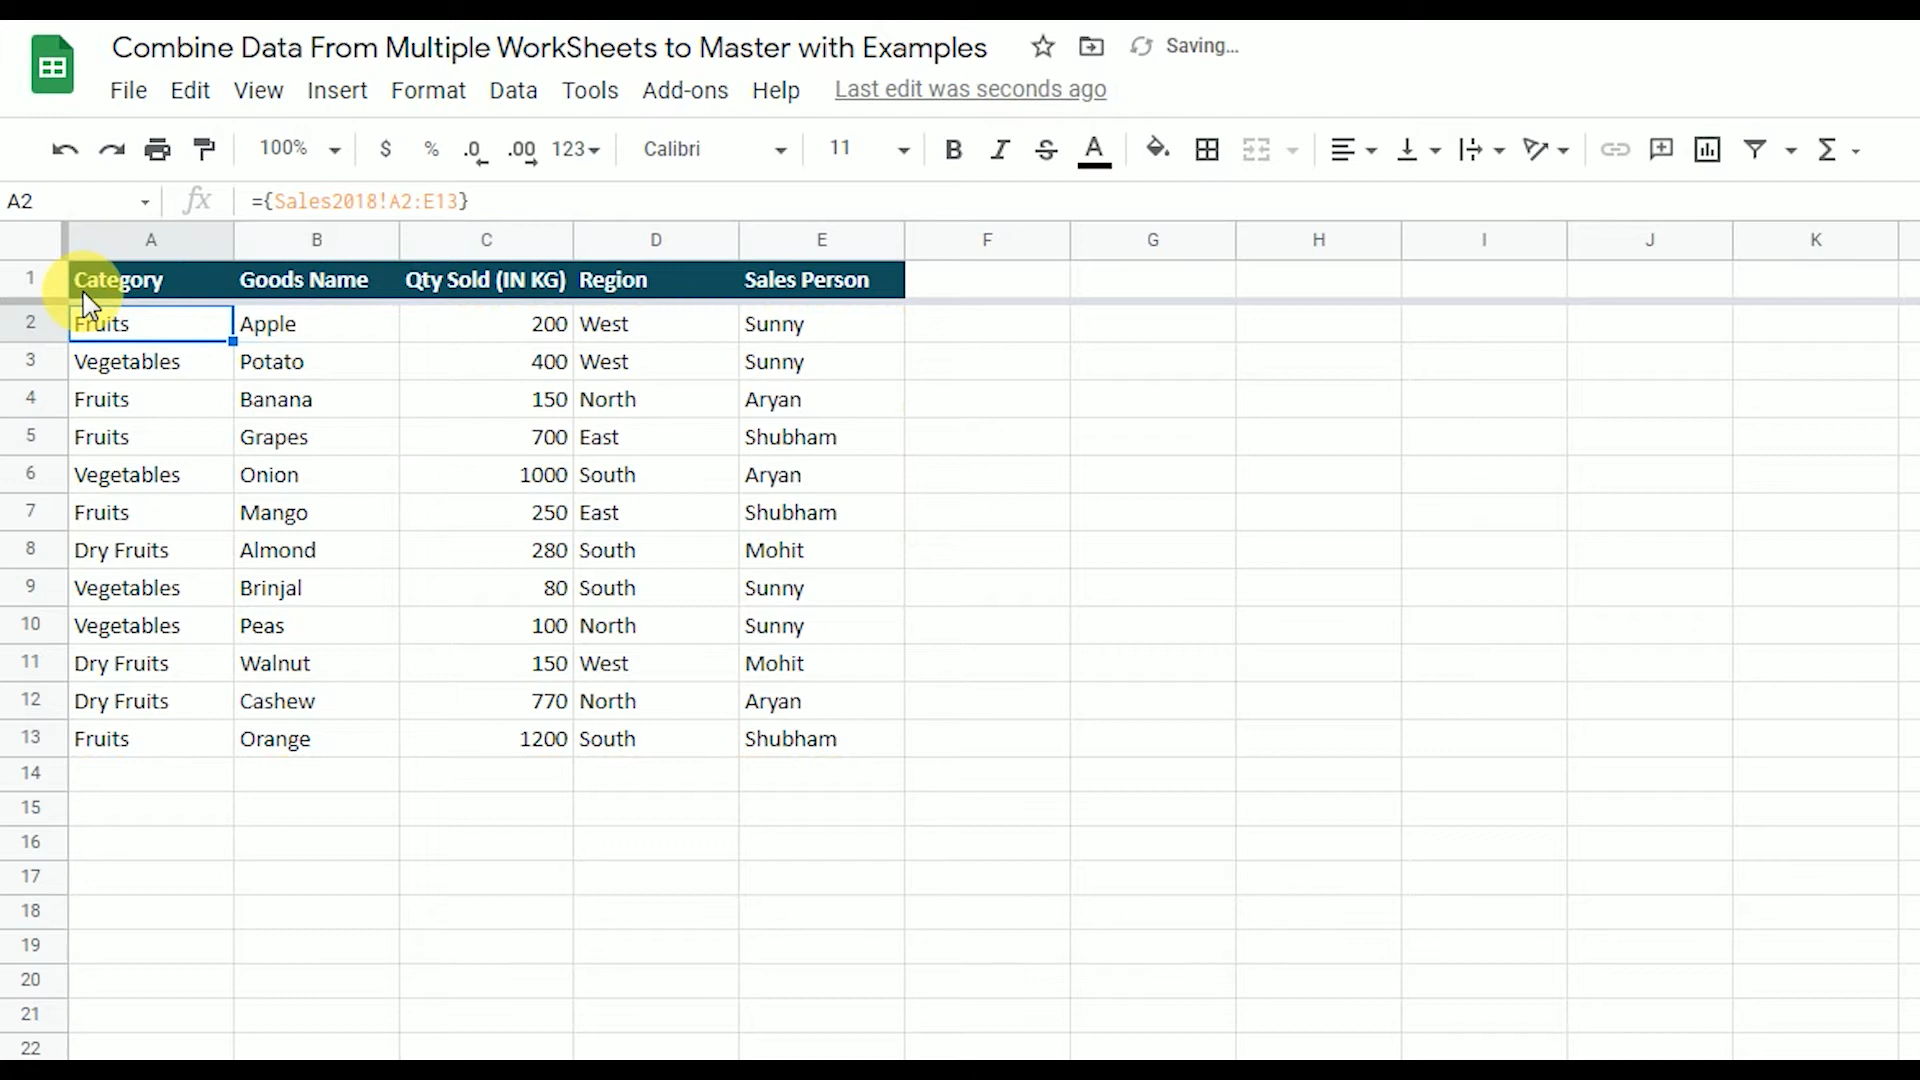 Combine Data From Multiple WorkSheets to Master with Examples Saving...
File Edit View Insert Format Data Tools Add-ons Help Last edit was seconds ago
100% $ % .0 .00 123 Calibri 11 B I S A Σ
A2 fx ={Sales2018!A2:E13}
A B C D E F G H I J K
1 Category Goods Name Qty Sold (IN KG) Region Sales Person
2 Fruits Apple 200 West Sunny
3 Vegetables Potato 400 West Sunny
4 Fruits Banana 150 North Aryan
5 Fruits Grapes 700 East Shubham
6 Vegetables Onion 1000 South Aryan
7 Fruits Mango 250 East Shubham
8 Dry Fruits Almond 280 South Mohit
9 Vegetables Brinjal 80 South Sunny
10 Vegetables Peas 100 North Sunny
11 Dry Fruits Walnut 150 West Mohit
12 Dry Fruits Cashew 770 North Aryan
13 Fruits Orange 1200 South Shubham
14
15
16
17
18
19
20
21
22